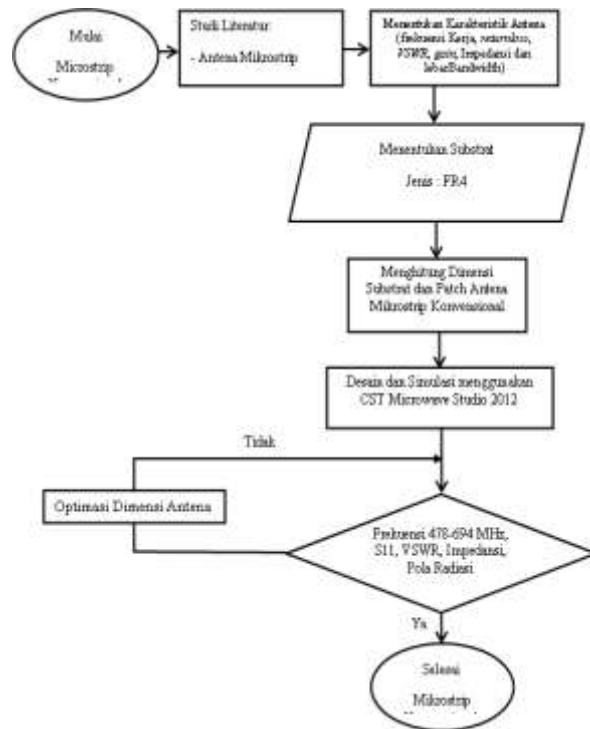 Mulai
Microstrip
Studi Literatur
- Antena Mikrostrip
Menentukan Karakteristik Antena
(frekuensi Kerja,
VSWR, gain, Impedansi dan
lebarBandwidth)
Menentukan Substrat
Jenis : FR4
Menghitung Dimensi
Substrat dan Patch Antena
Mikrostrip Konvensional
Desain dan Simulasi menggunakan
CST Microwave Studio 2012
Tidak
Optimasi Dimensi Antena
Frekuensi 478-694 MHz,
S11, VSWR, Impedansi,
Pola Radiasi
Ya
Selesai
Mikrostrip